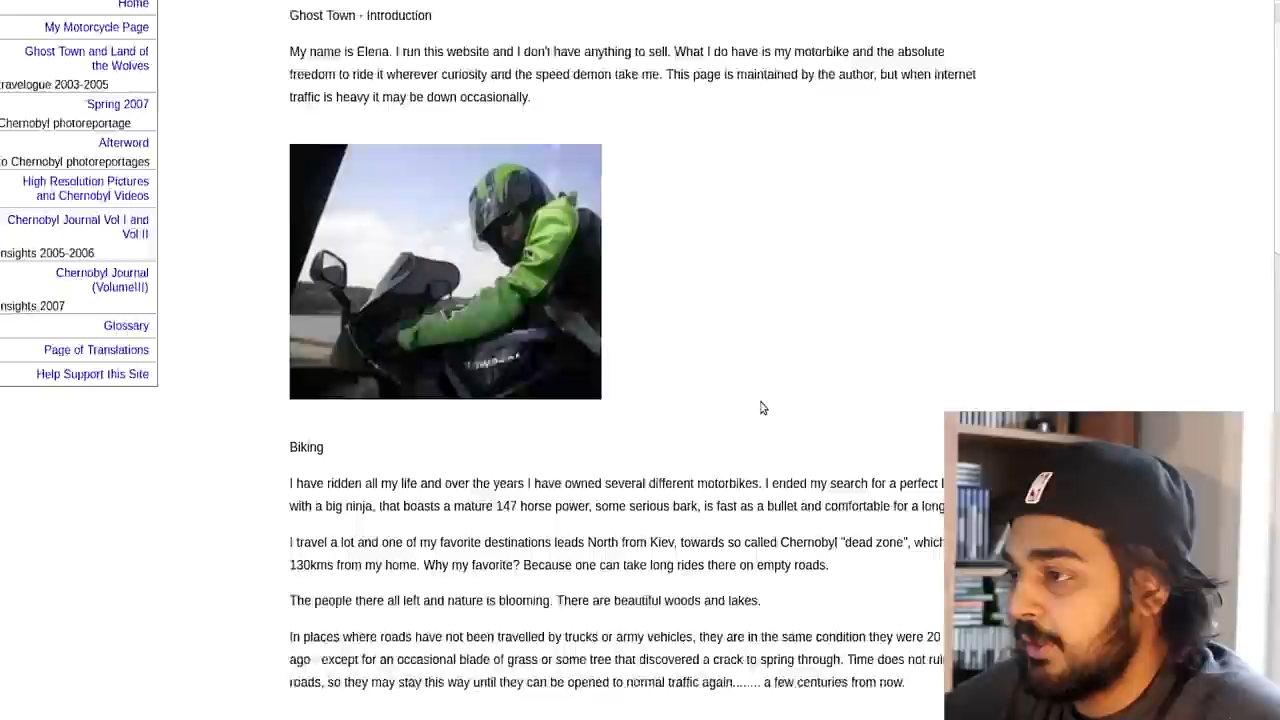 Home
My Motorcycle Page
Ghost Town and Land of
the Wolves
ravelogue 2003-2005
Spring 2007
Chernobyl photoreportage
Afterword
o Chernobyl photoreportages
High Resolution Pictures
and Chernobyl Videos
Chernobyl Journal Vol I and
Vol II
nsights 2005-2006
Chernobyl Journal
(VolumeIII)
nsights 2007
Glossary
Page of Translations
Help Support this Site
Ghost Town - Introduction
My name is Elena. I run this website and I don't have anything to sell. What I do have is my motorbike and the absolute
freedom to ride it wherever curiosity and the speed demon take me. This page is maintained by the author, but when internet
traffic is heavy it may be down occasionally.
Biking
I have ridden all my life and over the years I have owned several different motorbikes. I ended my search for a perfect
with a big ninja, that boasts a mature 147 horse power, some serious bark, is fast as a bullet and comfortable for a long
I travel a lot and one of my favorite destinations leads North from Kiev, towards so called Chernobyl "dead zone", which
130kms from my home. Why my favorite? Because one can take long rides there on empty roads.
The people there all left and nature is blooming. There are beautiful woods and lakes.
In places where roads have not been travelled by trucks or army vehicles, they are in the same condition they were 20
ago except for an occasional blade of grass or some tree that discovered a crack to spring through. Time does not
roads, so they may stay this way until they can be opened to normal traffic again........ a few centuries from now.